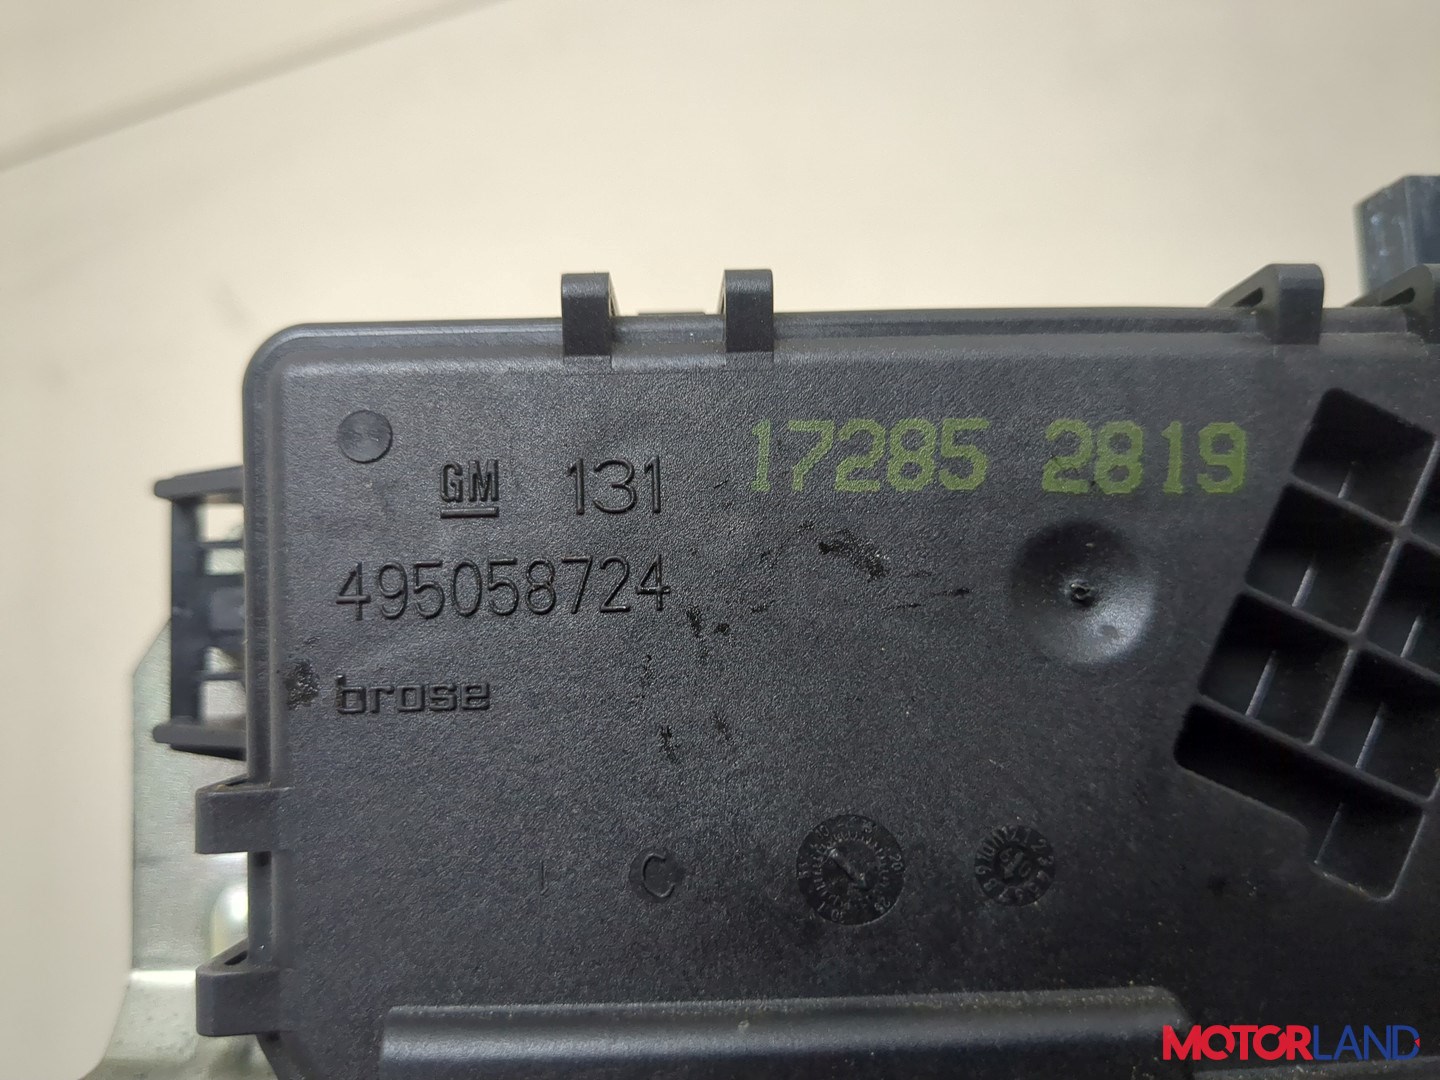 GM 131 17285 2819
495058724
brose
C
MOTORLAND